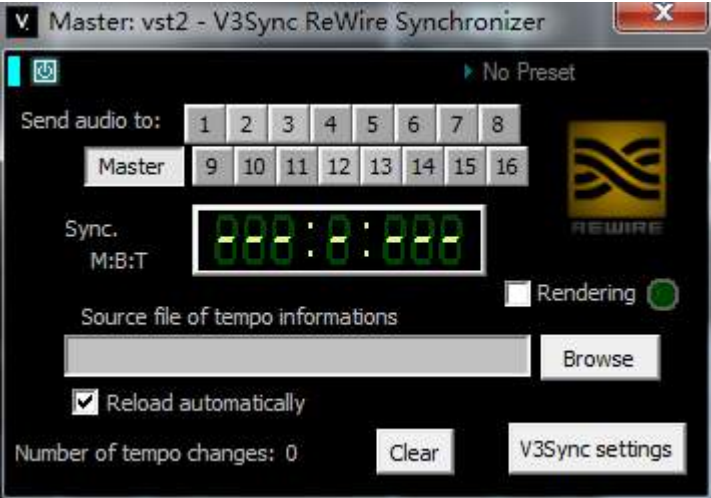 V. Master: vst2 - V3Sync ReWire Synchronizer
No Preset
Send audio to: 1 2 3 4 5 6 7 8
Master 9 10 11 12 13 14 15 16
Sync.
M:B:T
---:-:---
REWIRE
Rendering
Source file of tempo informations
Browse
Reload automatically
Number of tempo changes: 0 Clear V3Sync settings